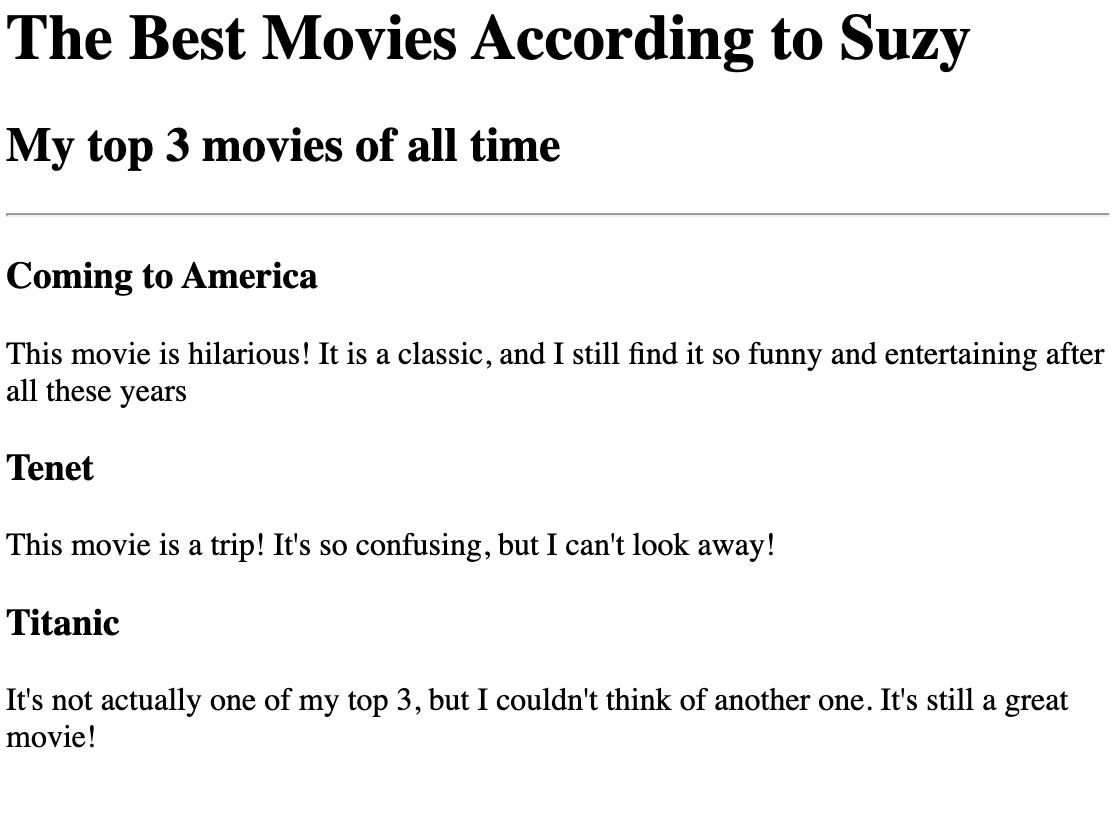 The Best Movies According to Suzy
My top 3 movies of all time
Coming to America
This movie is hilarious! It is a classic, and I still find it so funny and entertaining after
all these years
Tenet
This movie is a trip! It's so confusing, but I can't look away!
Titanic
It's not actually one of my top 3, but I couldn't think of another one. It's still a great
movie!